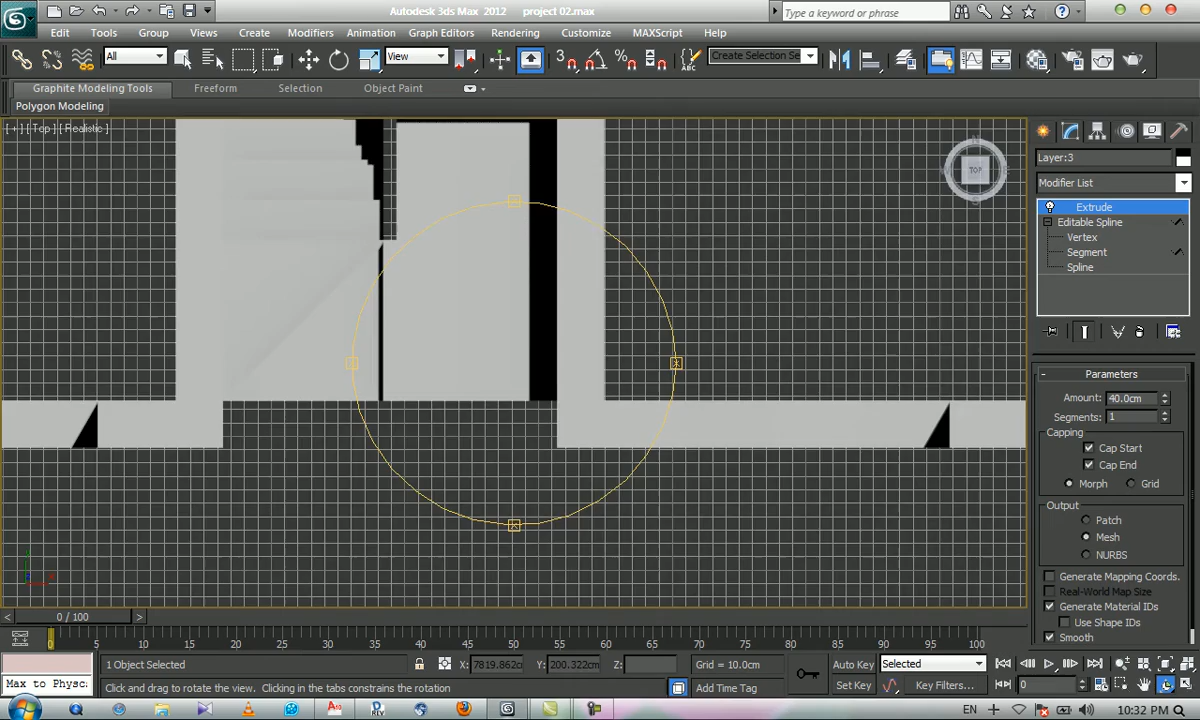 Autodesk 3ds Max 2012 project 02.max
Type a keyword or phrase
Edit Tools Group Views Create Modifiers Animation Graph Editors Rendering Customize MAXScript Help
All View Create Selection Se
Graphite Modeling Tools Freeform Selection Object Paint
Polygon Modeling
[ + ] [ Top ] [ Realistic ]
TOP
Layer:3
Modifier List
Extrude
Editable Spline
Vertex
Segment
Spline
Parameters
Amount: 40.0cm
Segments: 1
Capping
Cap Start
Cap End
Morph Grid
Output
Patch
Mesh
NURBS
Generate Mapping Coords.
Real-World Map Size
Generate Material IDs
Use Shape IDs
Smooth
0 / 100
0 5 10 15 20 25 30 35 40 45 50 55 60 65 70 75 80 85 90 95 100
1 Object Selected X: 7819.862c Y: 200.322cm Z: Grid = 10.0cm Auto Key Selected
Max to Physc: Click and drag to rotate the view. Clicking in the tabs constrains the rotation Add Time Tag Set Key Key Filters... 0
EN 10:32 PM